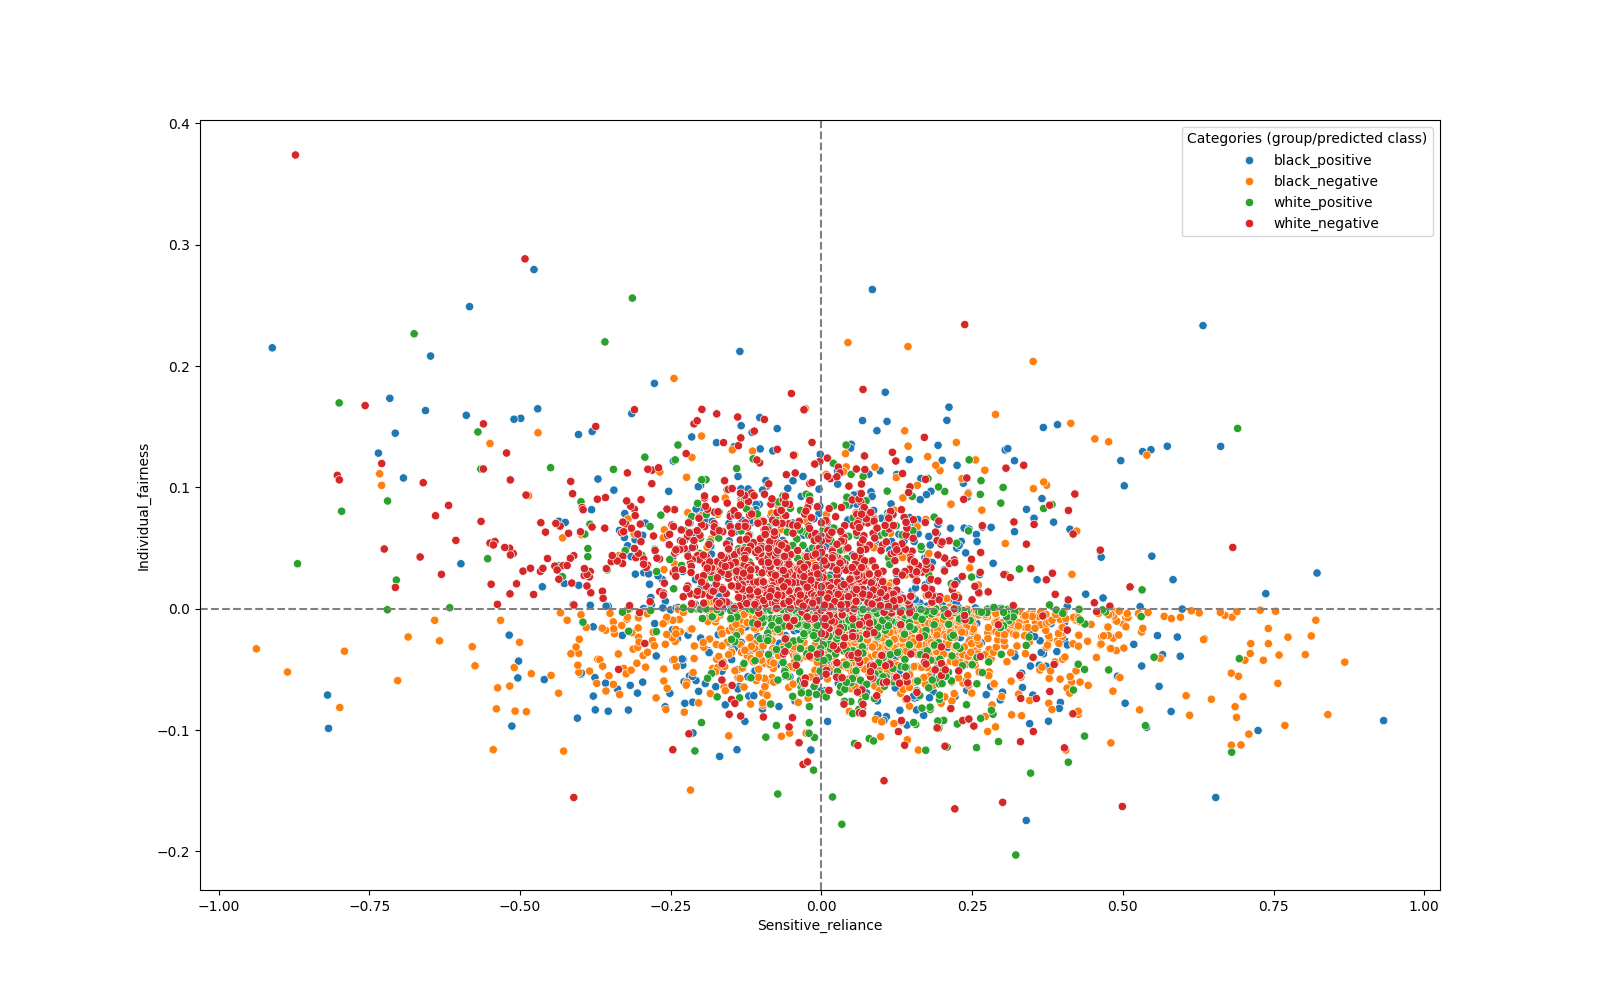 Categories (group/predicted class)
black_positive
black_negative
white_positive
white_negative
0.4
0.3
0.2
0.1
0.0
−0.1
−0.2
Individual_fairness
−1.00
−0.75
−0.50
−0.25
0.00
0.25
0.50
0.75
1.00
Sensitive_reliance